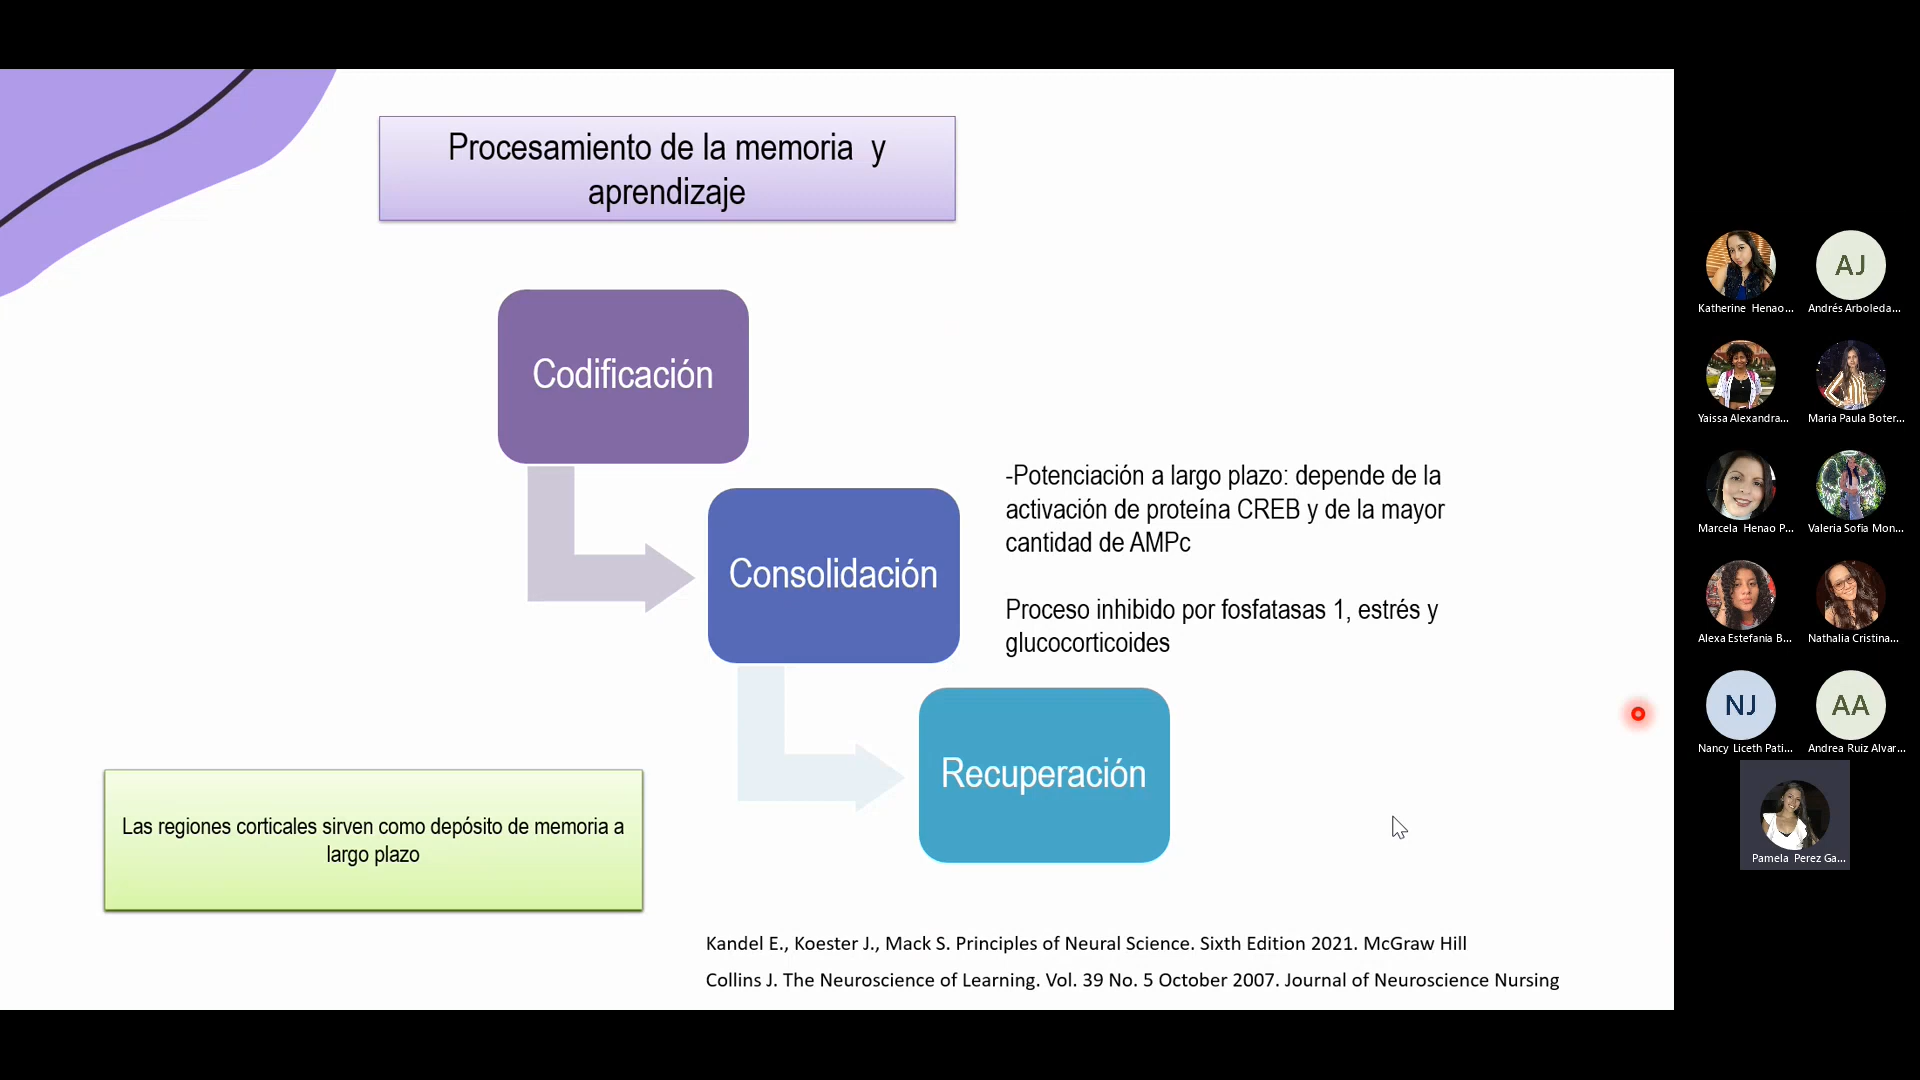 Procesamiento de la memoria y
aprendizaje
Codificación
Consolidación
-Potenciación a largo plazo: depende de la
activación de proteína CREB y de la mayor
cantidad de AMPc
Proceso inhibido por fosfatasas 1, estrés y
glucocorticoides
Recuperación
Las regiones corticales sirven como depósito de memoria a
largo plazo
Kandel E., Koester J., Mack S. Principles of Neural Science. Sixth Edition 2021. McGraw Hill
Collins J. The Neuroscience of Learning. Vol. 39 No. 5 October 2007. Journal of Neuroscience Nursing
Katherine Henao...
AJ
Andrés Arboleda...
Yaissa Alexandra...
Maria Paula Boter...
Marcela Henao P...
Valeria Sofia Mon...
Alexa Estefania B...
Nathalia Cristina...
NJ
Nancy Liceth Pati...
AA
Andrea Ruiz Alvar...
Pamela Perez Ga...